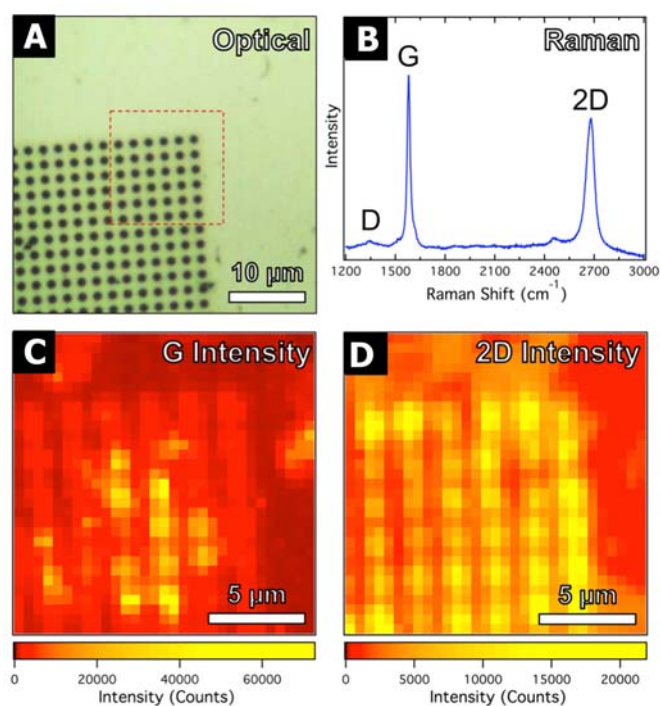 A
Optical
10 μm
B
Raman
G
2D
D
Intensity
1200
1500
1800
2100
2400
2700
3000
Raman Shift (cm⁻¹)
C
G Intensity
5 μm
D
2D Intensity
5 μm
0
20000
40000
60000
Intensity (Counts)
0
5000
10000
15000
20000
Intensity (Counts)